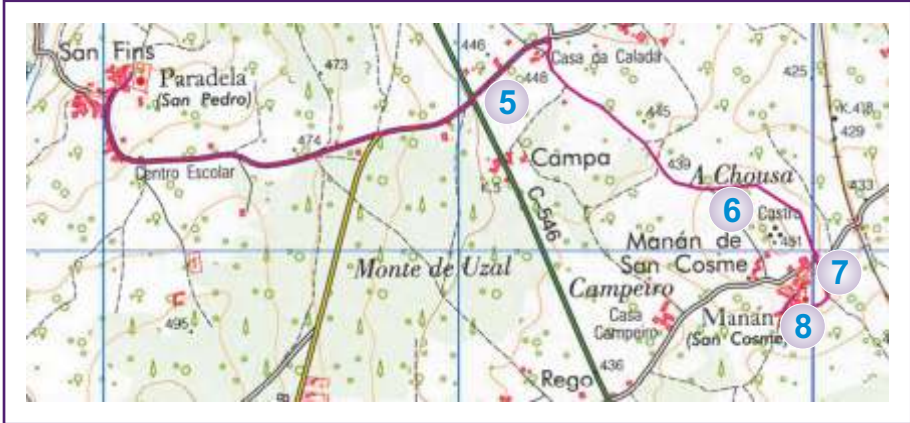 San Fins
Paradela
(San Pedro)
473
446
448
Casa da Calada
425
K.418
429
5
474
Centro Escolar
445
439
A Chousa
Campa
K.5
C-546
6
Castro
451
433
Manán de
San Cosme
7
Monte de Uzal
Campeiro
Casa
Campeiro
Manán
(San Cosme)
8
495
Rego
436